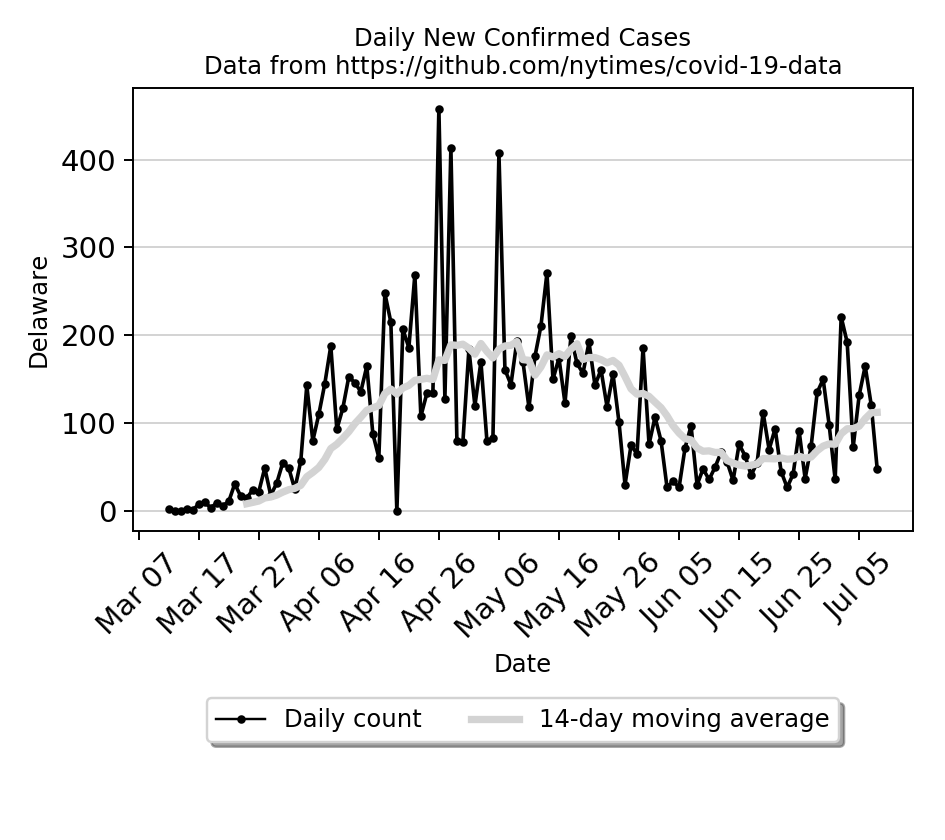 Daily New Confirmed Cases
Data from https://github.com/nytimes/covid-19-data
400
300
200
100
0
Delaware
Mar 07
Mar 17
Mar 27
Apr 06
Apr 16
Apr 26
May 06
May 16
May 26
Jun 05
Jun 15
Jun 25
Jul 05
Date
Daily count
14-day moving average